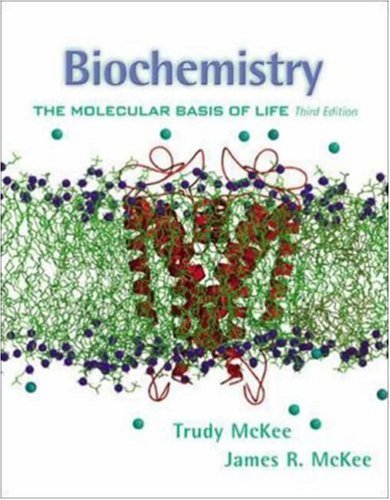 Biochemistry
THE MOLECULAR BASIS OF LIFE Third Edition
Trudy McKee
James R. McKee